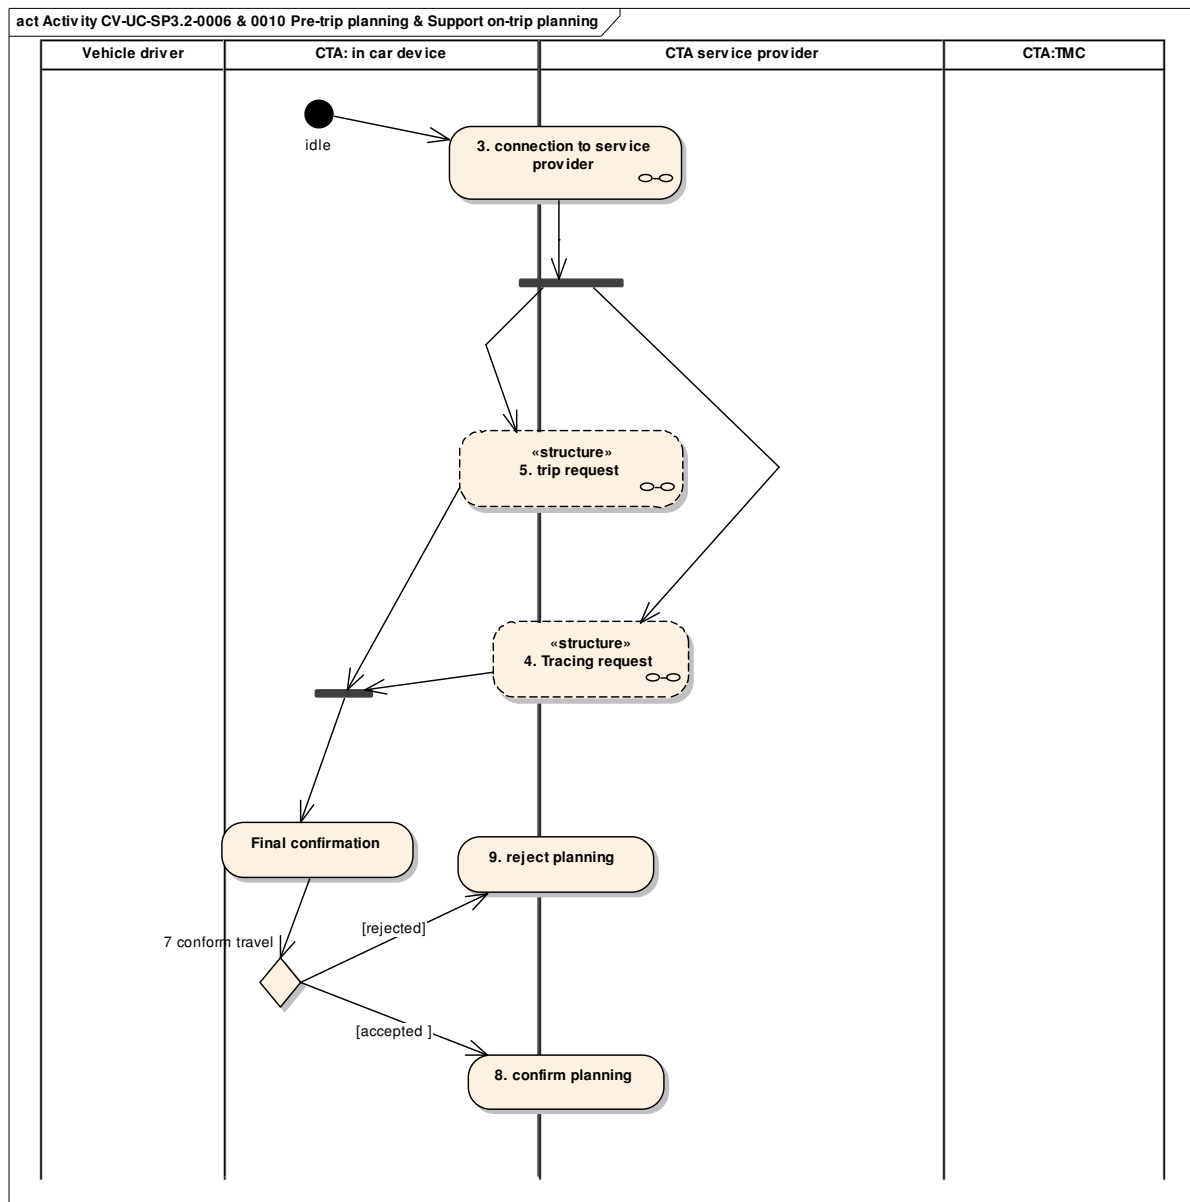 act Activity CV-UC-SP3.2-0006 & 0010 Pre-trip planning & Support on-trip planning
Vehicle driver
CTA: in car device
CTA service provider
CTA:TMC
idle
3. connection to service
provider
«structure»
5. trip request
«structure»
4. Tracing request
Final confirmation
9. reject planning
[rejected]
7 conform travel
[accepted ]
8. confirm planning